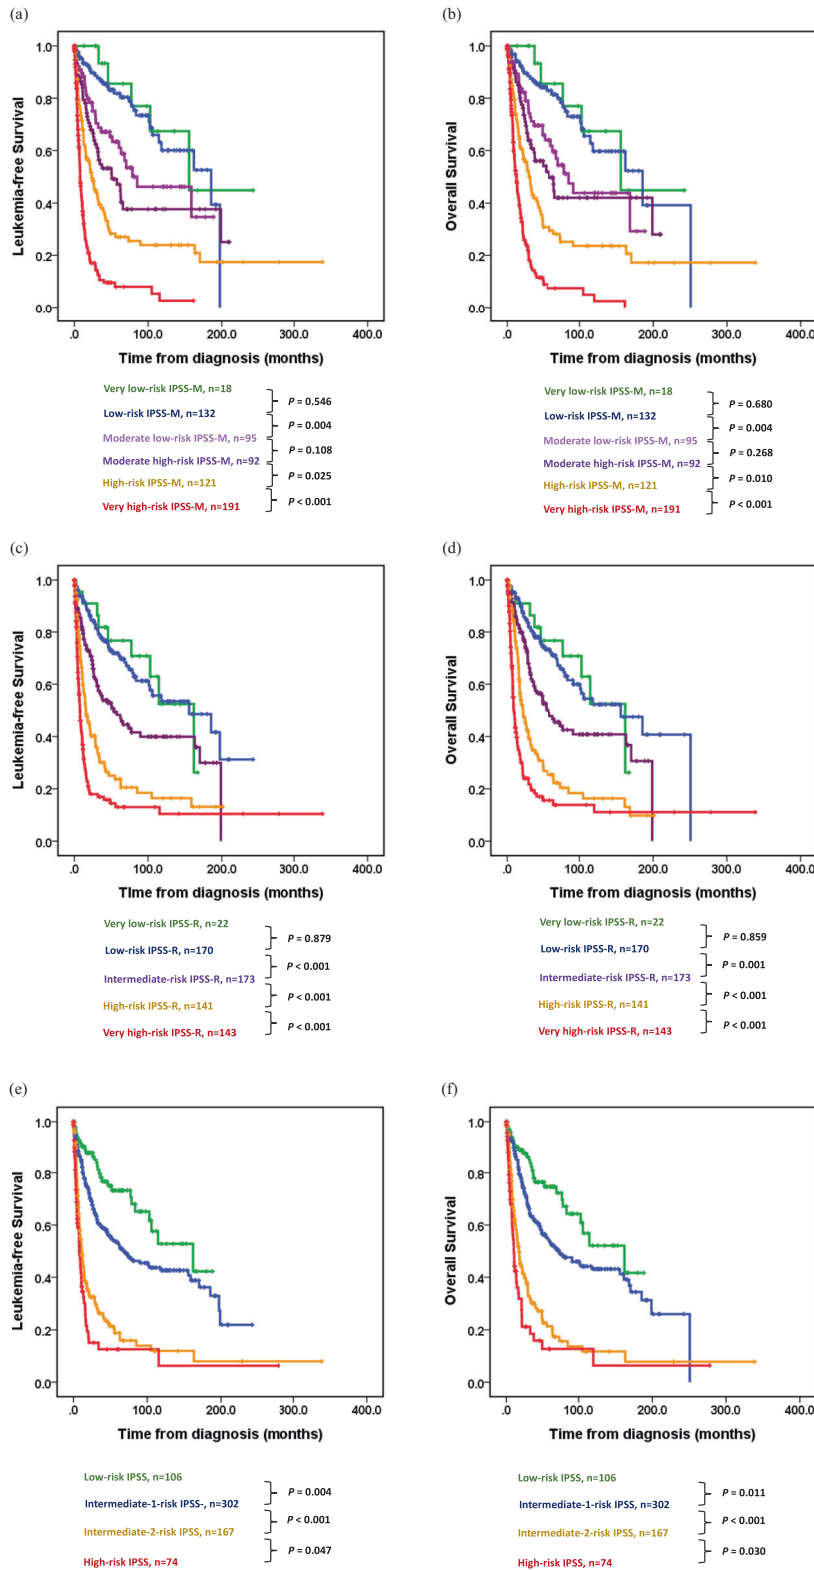 (a)
(b)
1.0
0.8
0.6
0.4
0.2
0.0
Leukemia-free Survival
.0
100.0
200.0
300.0
400.0
Time from diagnosis (months)
1.0
0.8
0.6
0.4
0.2
0.0
Overall Survival
.0
100.0
200.0
300.0
400.0
Time from diagnosis (months)
Very low-risk IPSS-M, n=18
Low-risk IPSS-M, n=132
Moderate low-risk IPSS-M, n=95
Moderate high-risk IPSS-M, n=92
High-risk IPSS-M, n=121
Very high-risk IPSS-M, n=191
P = 0.546
P = 0.004
P = 0.108
P = 0.025
P < 0.001
Very low-risk IPSS-M, n=18
Low-risk IPSS-M, n=132
Moderate low-risk IPSS-M, n=95
Moderate high-risk IPSS-M, n=92
High-risk IPSS-M, n=121
Very high-risk IPSS-M, n=191
P = 0.680
P = 0.004
P = 0.268
P = 0.010
P < 0.001
(c)
(d)
1.0
0.8
0.6
0.4
0.2
0.0
Leukemia-free Survival
.0
100.0
200.0
300.0
400.0
TIme from diagnosis (months)
1.0
0.8
0.6
0.4
0.2
0.0
Overall Survival
.0
100.0
200.0
300.0
400.0
Time from diagnosis (months)
Very low-risk IPSS-R, n=22
Low-risk IPSS-R, n=170
Intermediate-risk IPSS-R, n=173
High-risk IPSS-R, n=141
Very high-risk IPSS-R, n=143
P = 0.879
P < 0.001
P < 0.001
P < 0.001
Very low-risk IPSS-R, n=22
Low-risk IPSS-R, n=170
Intermediate-risk IPSS-R, n=173
High-risk IPSS-R, n=141
Very high-risk IPSS-R, n=143
P = 0.859
P = 0.001
P < 0.001
P < 0.001
(e)
(f)
1.0
0.8
0.6
0.4
0.2
0.0
Leukemia-free Survival
.0
100.0
200.0
300.0
400.0
Time from diagnosis (months)
1.0
0.8
0.6
0.4
0.2
0.0
Overall Survival
.0
100.0
200.0
300.0
400.0
Time from diagnosis (months)
Low-risk IPSS, n=106
Intermediate-1-risk IPSS-, n=302
Intermediate-2-risk IPSS, n=167
High-risk IPSS, n=74
P = 0.004
P < 0.001
P = 0.047
Low-risk IPSS, n=106
Intermediate-1-risk IPSS, n=302
Intermediate-2-risk IPSS, n=167
High-risk IPSS, n=74
P = 0.011
P < 0.001
P = 0.030